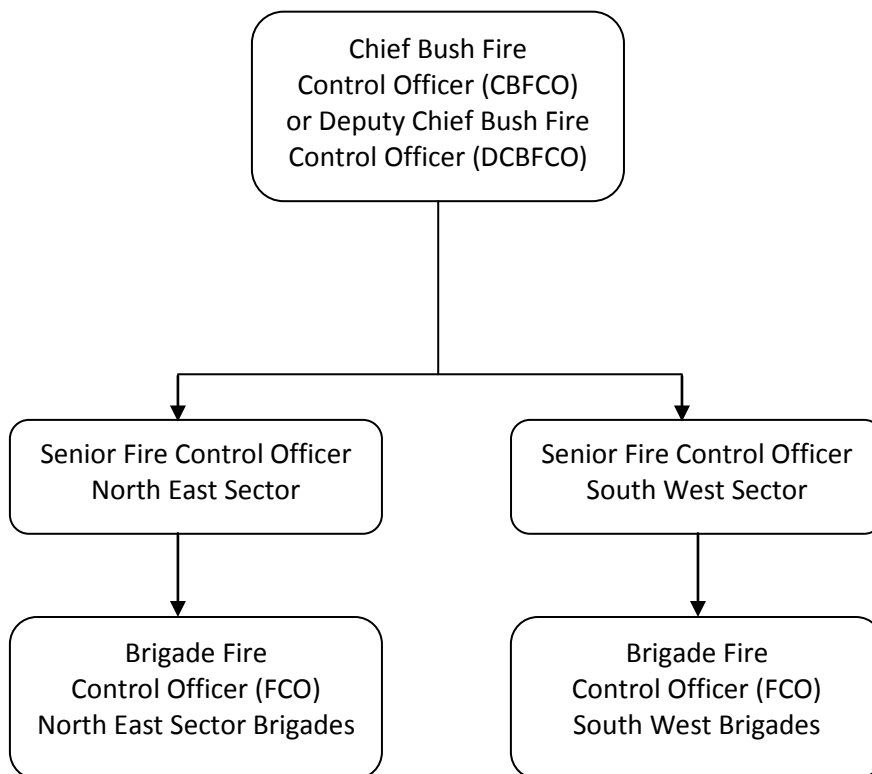 Chief Bush Fire
Control Officer (CBFCO)
or Deputy Chief Bush Fire
Control Officer (DCBFCO)
Senior Fire Control Officer
North East Sector
Senior Fire Control Officer
South West Sector
Brigade Fire
Control Officer (FCO)
North East Sector Brigades
Brigade Fire
Control Officer (FCO)
South West Brigades